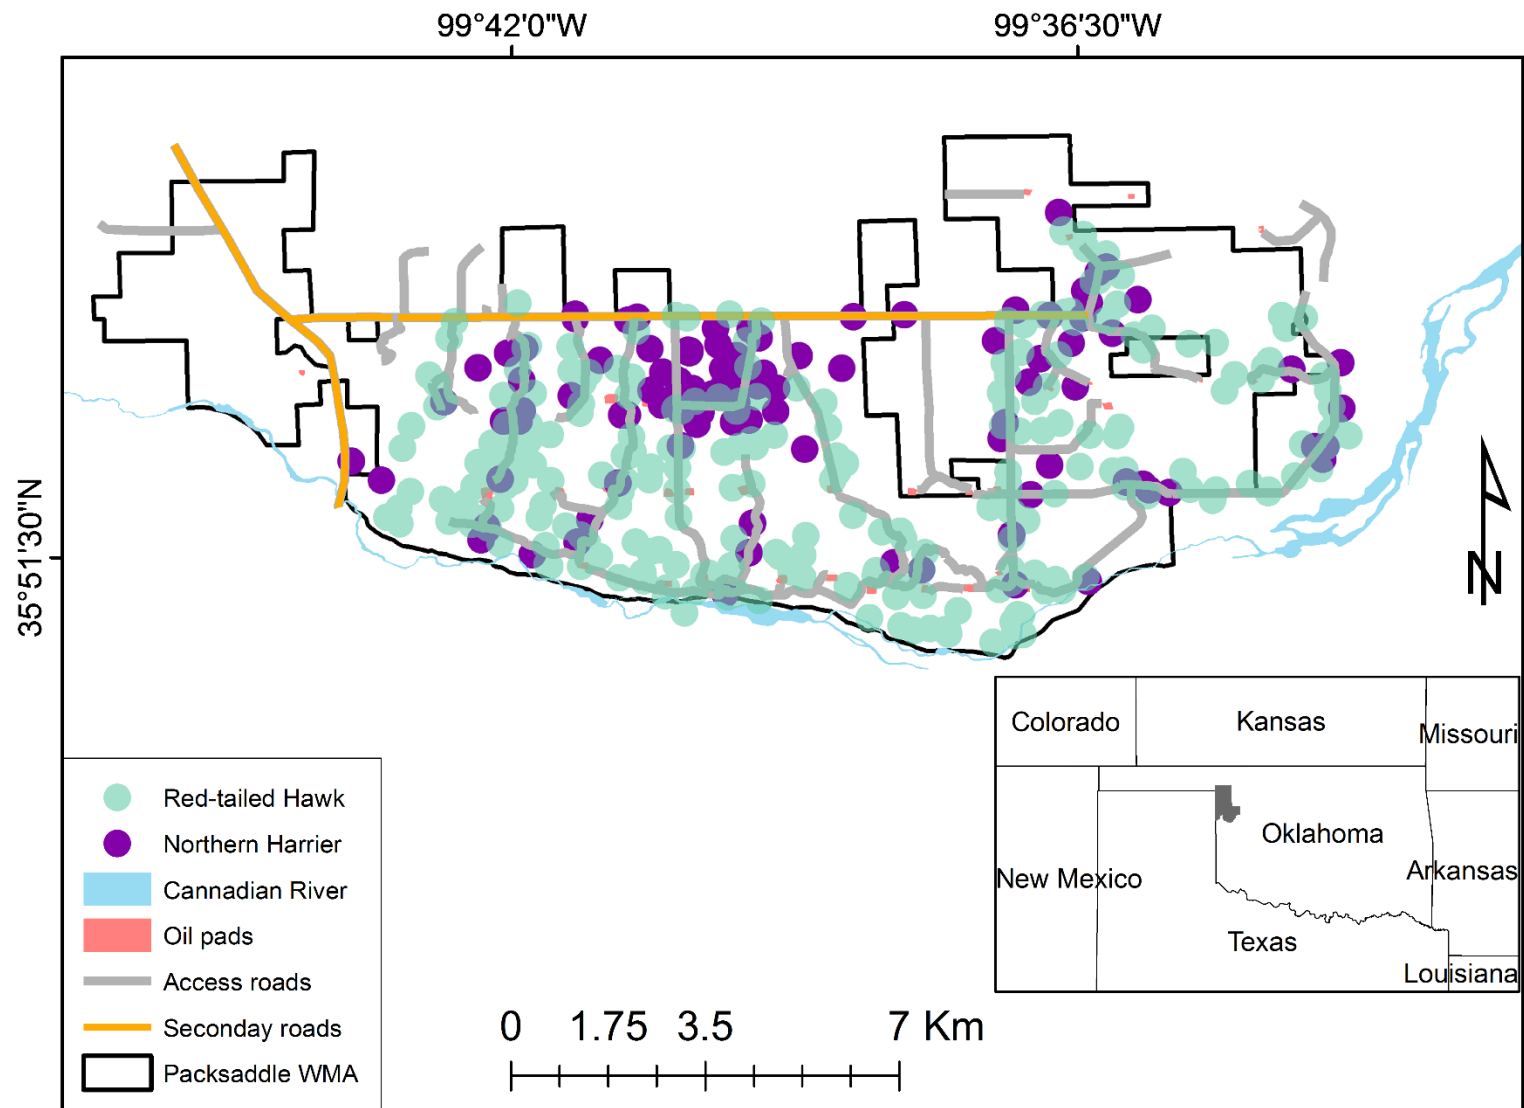 99°42'0"W
99°36'30"W
35°51'30"N
N
Red-tailed Hawk
Northern Harrier
Cannadian River
Oil pads
Access roads
Seconday roads
Packsaddle WMA
0 1.75 3.5 7 Km
Colorado
Kansas
Missouri
Oklahoma
New Mexico
Arkansas
Texas
Louisiana